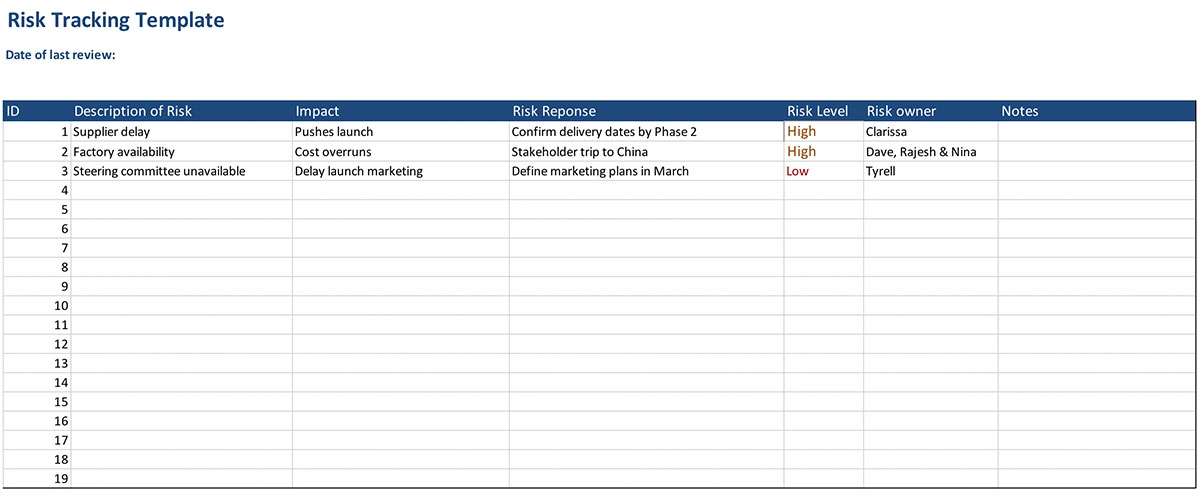 Risk Tracking Template
Date of last review:
ID Description of Risk Impact Risk Reponse Risk Level Risk owner Notes
1 Supplier delay Pushes launch Confirm delivery dates by Phase 2 High Clarissa
2 Factory availability Cost overruns Stakeholder trip to China High Dave, Rajesh & Nina
3 Steering committee unavailable Delay launch marketing Define marketing plans in March Low Tyrell
4
5
6
7
8
9
10
11
12
13
14
15
16
17
18
19